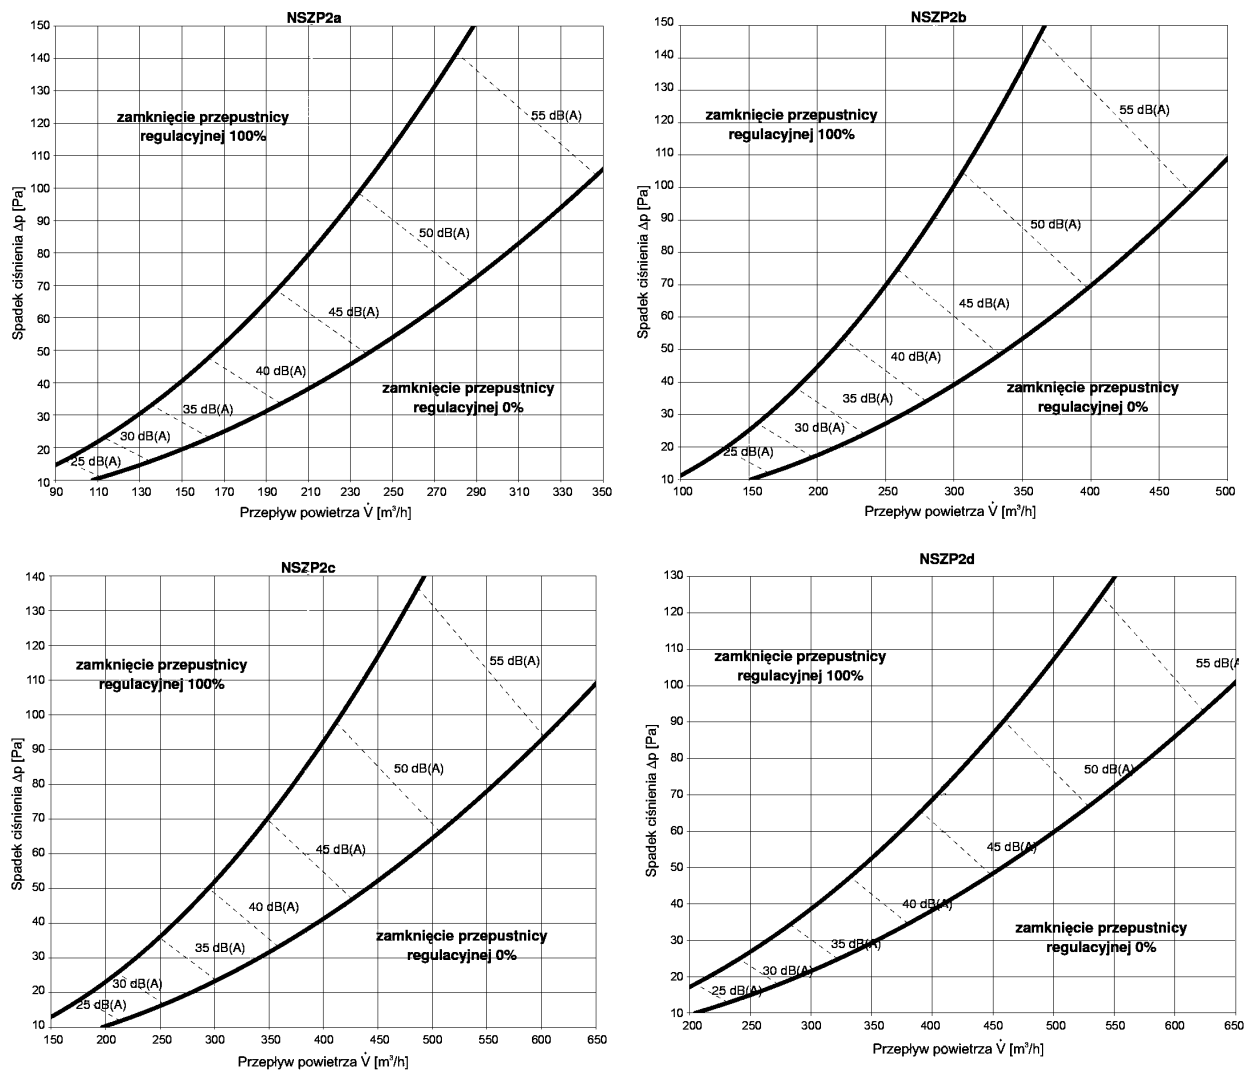 NSZP2a
150
140
130
120
110
100
90
80
70
60
50
40
30
20
10
Spadek ciśnienia Δp [Pa]
zamknięcie przepustnicy
regulacyjnej 100%
55 dB(A)
50 dB(A)
45 dB(A)
40 dB(A)
35 dB(A)
30 dB(A)
25 dB(A)
zamknięcie przepustnicy
regulacyjnej 0%
90 110 130 150 170 190 210 230 250 270 290 310 330 350
Przepływ powietrza V̇ [m³/h]
NSZP2b
150
140
130
120
110
100
90
80
70
60
50
40
30
20
10
Spadek ciśnienia Δp [Pa]
zamknięcie przepustnicy
regulacyjnej 100%
55 dB(A)
50 dB(A)
45 dB(A)
40 dB(A)
35 dB(A)
30 dB(A)
25 dB(A)
zamknięcie przepustnicy
regulacyjnej 0%
100 150 200 250 300 350 400 450 500
Przepływ powietrza V̇ [m³/h]
NSZP2c
140
130
120
110
100
90
80
70
60
50
40
30
20
10
Spadek ciśnienia Δp [Pa]
zamknięcie przepustnicy
regulacyjnej 100%
55 dB(A)
50 dB(A)
45 dB(A)
40 dB(A)
35 dB(A)
30 dB(A)
25 dB(A)
zamknięcie przepustnicy
regulacyjnej 0%
150 200 250 300 350 400 450 500 550 600 650
Przepływ powietrza V̇ [m³/h]
NSZP2d
130
120
110
100
90
80
70
60
50
40
30
20
10
Spadek ciśnienia Δp [Pa]
zamknięcie przepustnicy
regulacyjnej 100%
55 dB(A
50 dB(A)
45 dB(A)
40 dB(A)
35 dB(A)
30 dB(A)
25 dB(A)
zamknięcie przepustnicy
regulacyjnej 0%
200 250 300 350 400 450 500 550 600 650
Przepływ powietrza V̇ [m³/h]